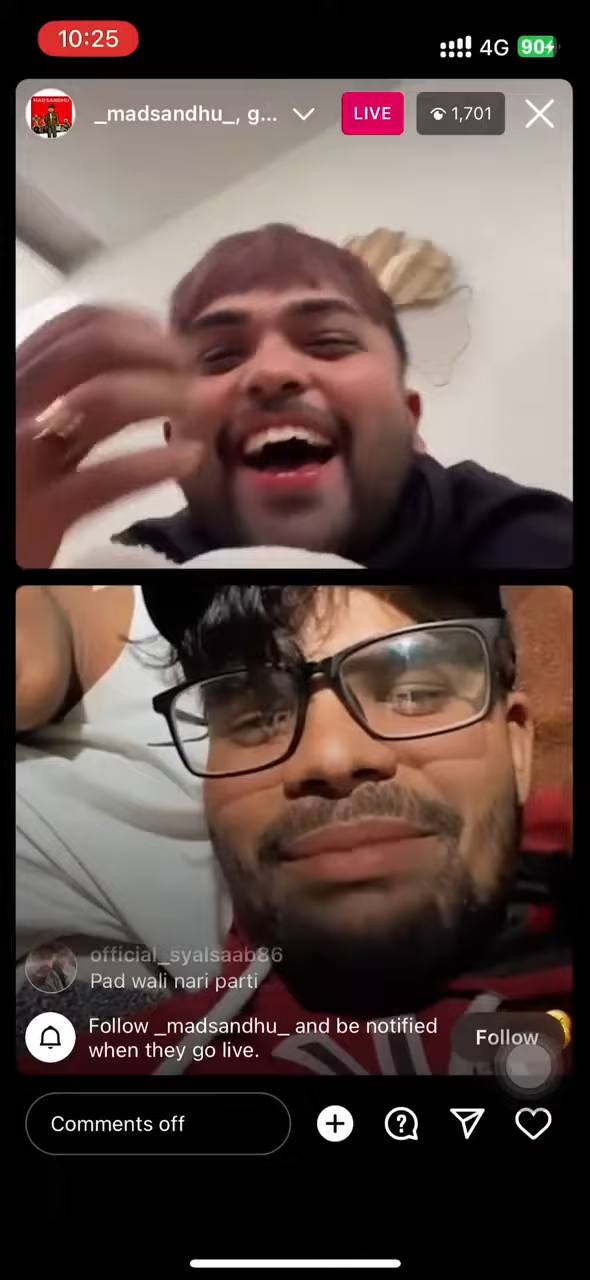 10:25
4G 90
MADSANDHU
_madsandhu_, g...
LIVE
1,701
official_syalsaab86
Pad wali nari parti
Follow _madsandhu_ and be notified
when they go live.
Follow
Comments off